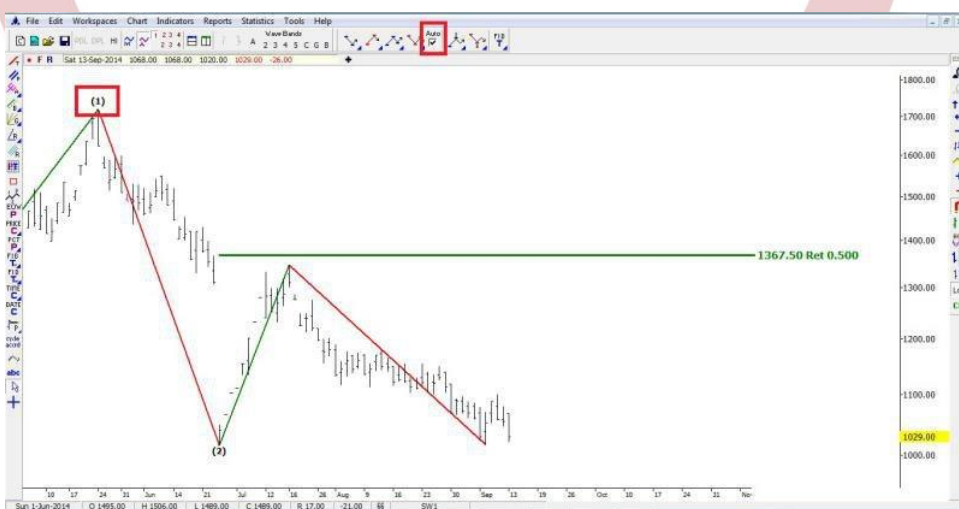 File Edit Workspaces Chart Indicators Reports Statistics Tools Help
Wave Bands
Auto
A 2 3 4 5 C G B
F R Sat 13-Sep-2014 1068.00 1068.00 1020.00 1029.00 -26.00
(1)
1800.00
1700.00
1600.00
1500.00
1400.00
1367.50 Ret 0.500
1300.00
1200.00
1100.00
1029.00
1000.00
(2)
10 17 24 31 Jun 14 21 Jul 12 16 26 Aug 9 16 23 30 Sep 13 19 26 Oct 10 17 24 31 Nov
Sun 1-Jun-2014 O 1495.00 H 1506.00 L 1489.00 C 1489.00 R 17.00 -21.00 66 SW1